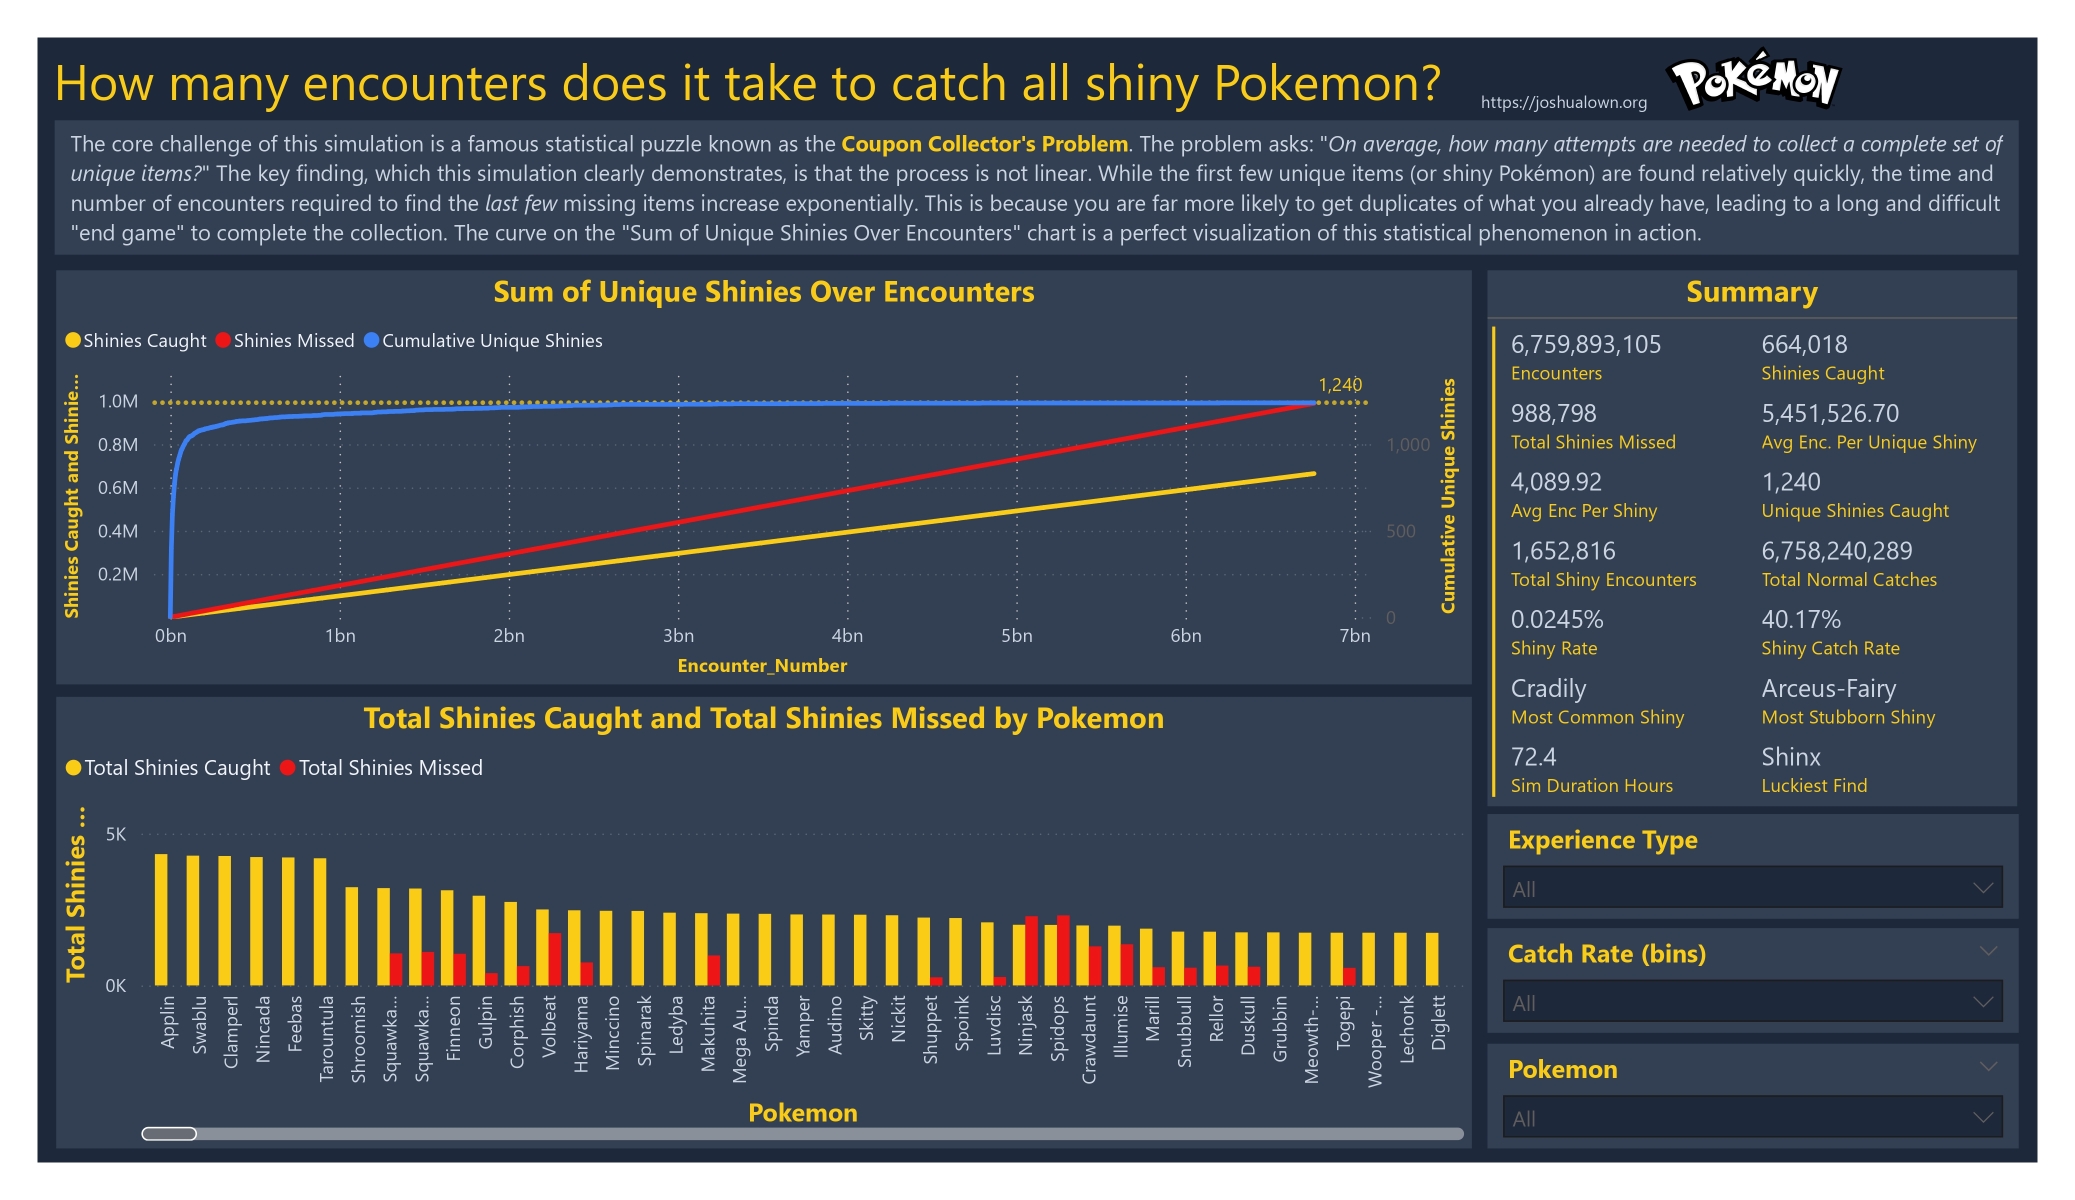 How many encounters does it take to catch all shiny Pokemon?
https://joshualown.org
POKéMON
The core challenge of this simulation is a famous statistical puzzle known as the Coupon Collector's Problem. The problem asks: "On average, how many attempts are needed to collect a complete set of
unique items?" The key finding, which this simulation clearly demonstrates, is that the process is not linear. While the first few unique items (or shiny Pokémon) are found relatively quickly, the time and
number of encounters required to find the last few missing items increase exponentially. This is because you are far more likely to get duplicates of what you already have, leading to a long and difficult
"end game" to complete the collection. The curve on the "Sum of Unique Shinies Over Encounters" chart is a perfect visualization of this statistical phenomenon in action.
Sum of Unique Shinies Over Encounters
Shinies Caught Shinies Missed Cumulative Unique Shinies
Shinies Caught and Shinie...
1.0M
0.8M
0.6M
0.4M
0.2M
1,240
1,000
500
0
Cumulative Unique Shinies
0bn 1bn 2bn 3bn 4bn 5bn 6bn 7bn
Encounter_Number
Total Shinies Caught and Total Shinies Missed by Pokemon
Total Shinies Caught Total Shinies Missed
Total Shinies ...
5K
0K
Applin
Swablu
Clamperl
Nincada
Feebas
Tarountula
Shroomish
Squawka...
Squawka...
Finneon
Gulpin
Corphish
Volbeat
Hariyama
Minccino
Spinarak
Ledyba
Makuhita
Mega Au...
Spinda
Yamper
Audino
Skitty
Nickit
Shuppet
Spoink
Luvdisc
Ninjask
Spidops
Crawdaunt
Illumise
Marill
Snubbull
Rellor
Duskull
Grubbin
Meowth-...
Togepi
Wooper -...
Lechonk
Diglett
Pokemon
Summary
6,759,893,105 664,018
Encounters Shinies Caught
988,798 5,451,526.70
Total Shinies Missed Avg Enc. Per Unique Shiny
4,089.92 1,240
Avg Enc Per Shiny Unique Shinies Caught
1,652,816 6,758,240,289
Total Shiny Encounters Total Normal Catches
0.0245% 40.17%
Shiny Rate Shiny Catch Rate
Cradily Arceus-Fairy
Most Common Shiny Most Stubborn Shiny
72.4 Shinx
Sim Duration Hours Luckiest Find
Experience Type
All
Catch Rate (bins)
All
Pokemon
All